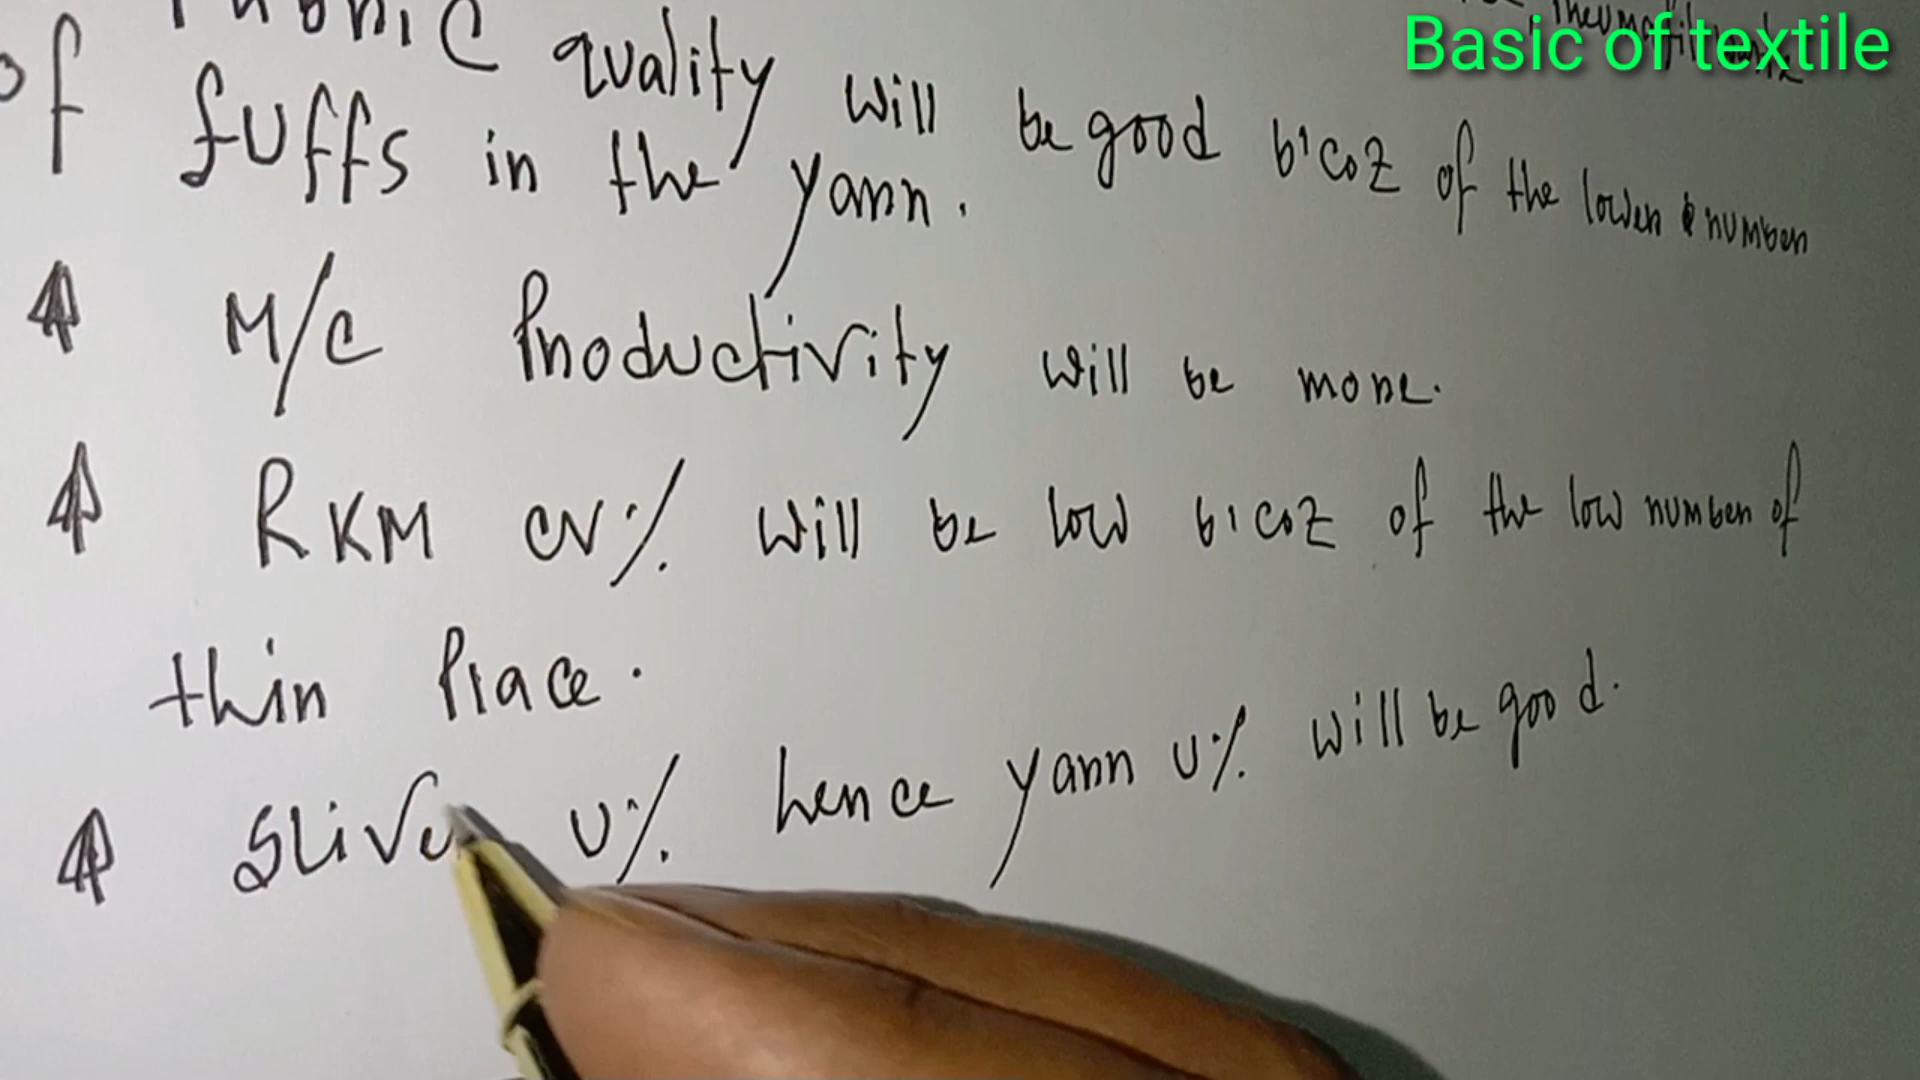 Basic of textile
quality will be good b'coz of the lower number
of fuffs in the yarn.
M/C Productivity will be more.
RKM CV% will be low b'coz of the low number of
thin Place.
Sliver U% hence yarn U% will be good.